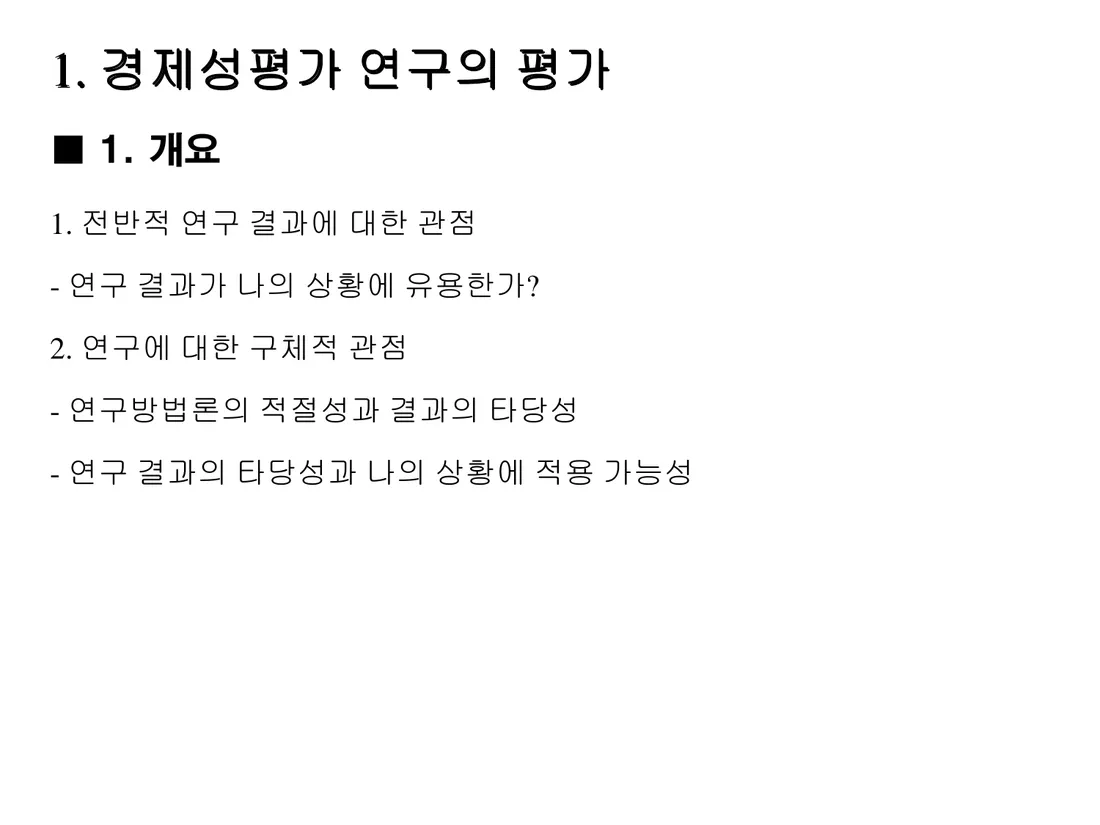 1. 경제성평가 연구의 평가
■ 1. 개요
1. 전반적 연구 결과에 대한 관점
- 연구 결과가 나의 상황에 유용한가?
2. 연구에 대한 구체적 관점
- 연구방법론의 적절성과 결과의 타당성
- 연구 결과의 타당성과 나의 상황에 적용 가능성